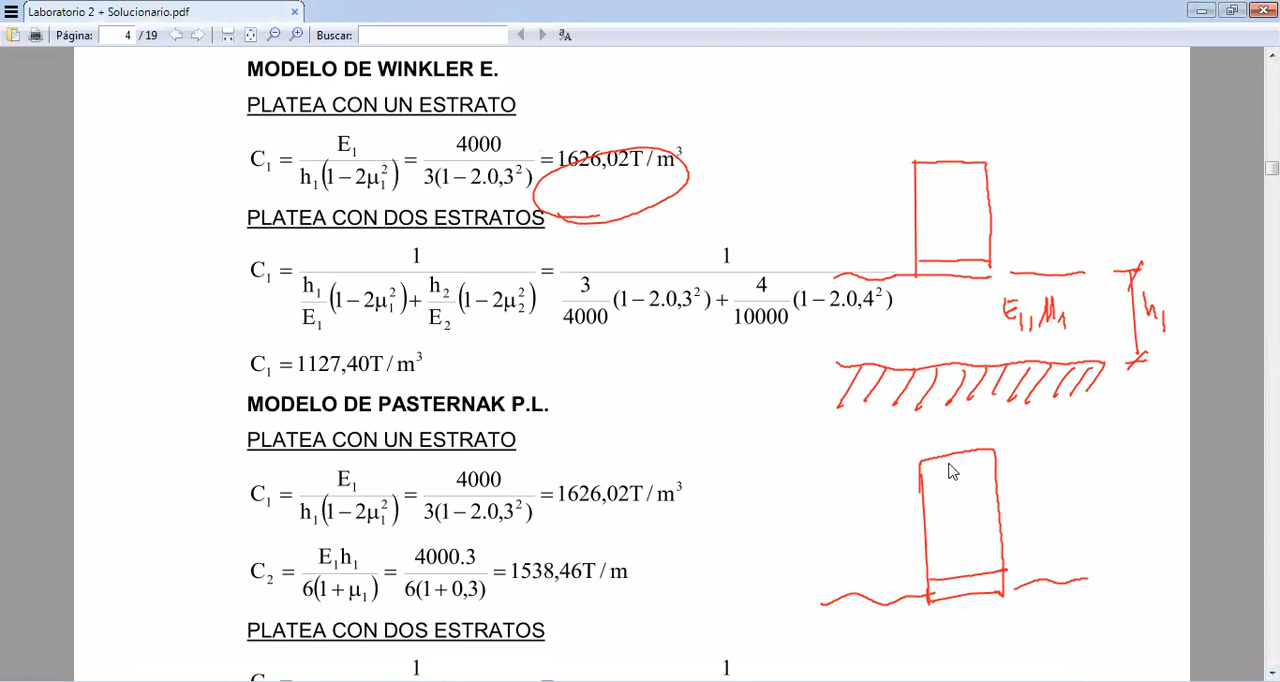 Laboratorio 2 + Solucionario.pdf
Página: 4 / 19 Buscar:
MODELO DE WINKLER E.
PLATEA CON UN ESTRATO
C₁ = E₁ / h₁(1−2μ₁²) = 4000 / 3(1−2.0,3²) = 1626,02T/m³
PLATEA CON DOS ESTRATOS
C₁ = 1 / (h₁/E₁ (1−2μ₁²) + h₂/E₂ (1−2μ₂²)) = 1 / (3/4000 (1−2.0,3²) + 4/10000 (1−2.0,4²))
E₁, μ₁
h₁
C₁ = 1127,40T/m³
MODELO DE PASTERNAK P.L.
PLATEA CON UN ESTRATO
C₁ = E₁ / h₁(1−2μ₁²) = 4000 / 3(1−2.0,3²) = 1626,02T/m³
C₂ = E₁h₁ / 6(1+μ₁) = 4000.3 / 6(1+0,3) = 1538,46T/m
PLATEA CON DOS ESTRATOS
1 1